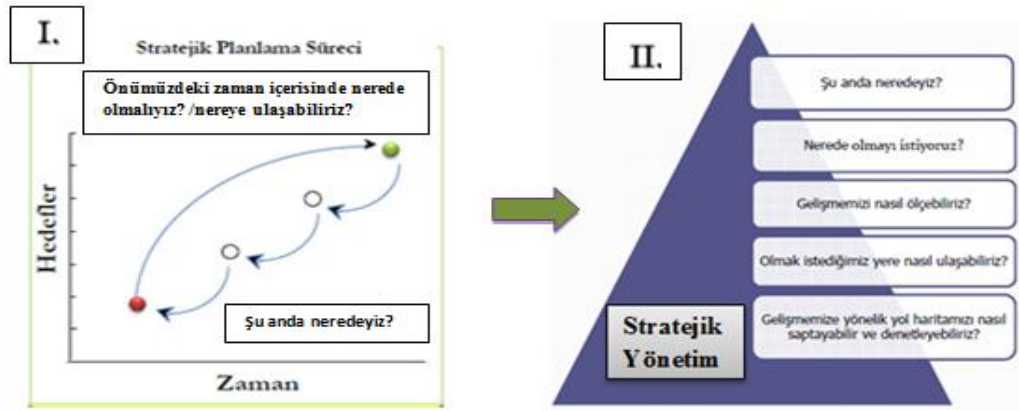 I.
Stratejik Planlama Süreci
Önümüzdeki zaman içerisinde nerede
olmalıyız? /nereye ulaşabiliriz?
Hedefler
Şu anda neredeyiz?
Zaman
II.
Şu anda neredeyiz?
Nerede olmayı istiyoruz?
Gelişmemizi nasıl ölçebiliriz?
Olmak istediğimiz yere nasıl ulaşabiliriz?
Gelişmemize yönelik yol haritamızı nasıl
saptayabilir ve denetleyebiliriz?
Stratejik
Yönetim